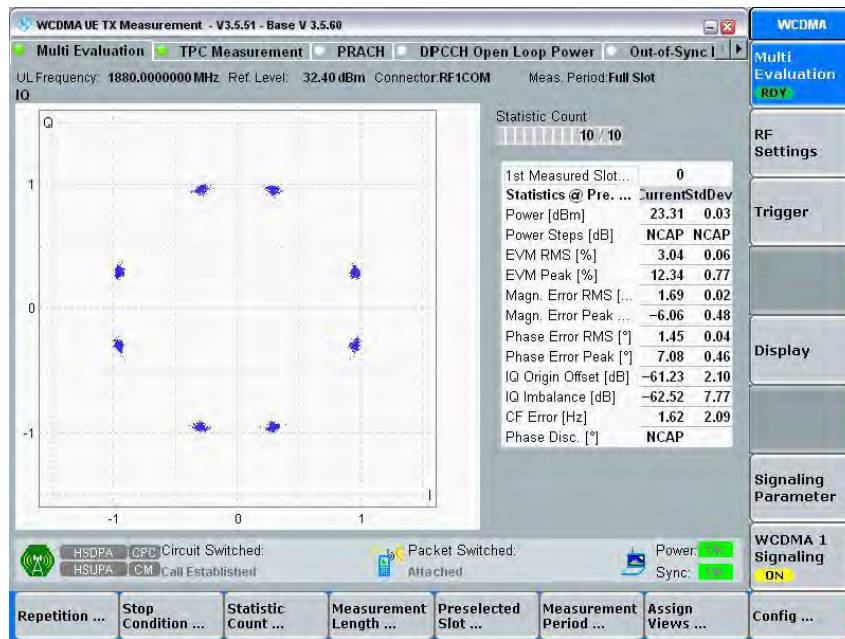 WCDMA UE TX Measurement - V3.5.51 - Base V 3.5.60
WCDMA
Multi Evaluation
TPC Measurement
PRACH
DPCCH Open Loop Power
Out-of-Sync
UL Frequency: 1880.0000000 MHz Ref. Level: 32.40 dBm Connector:RF1COM Meas. Period:Full Slot
IQ
Q
1
0
-1
-1 0 1
I
Statistic Count
10 / 10
1st Measured Slot... 0
Statistics @ Pre. ... CurrentStdDev
Power [dBm] 23.31 0.03
Power Steps [dB] NCAP NCAP
EVM RMS [%] 3.04 0.06
EVM Peak [%] 12.34 0.77
Magn. Error RMS [... 1.69 0.02
Magn. Error Peak ... −6.06 0.48
Phase Error RMS [°] 1.45 0.04
Phase Error Peak [°] 7.08 0.46
IQ Origin Offset [dB] −61.23 2.10
IQ Imbalance [dB] −62.52 7.77
CF Error [Hz] 1.62 2.09
Phase Disc. [°] NCAP
Multi
Evaluation
RDY
RF
Settings
Trigger
Display
Signaling
Parameter
WCDMA 1
Signaling
ON
HSDPA CPC Circuit Switched:
HSUPA CM Call Established
Packet Switched:
Attached
Power:
Sync:
Repetition ...
Stop
Condition ...
Statistic
Count ...
Measurement
Length ...
Preselected
Slot ...
Measurement
Period ...
Assign
Views ...
Config ...